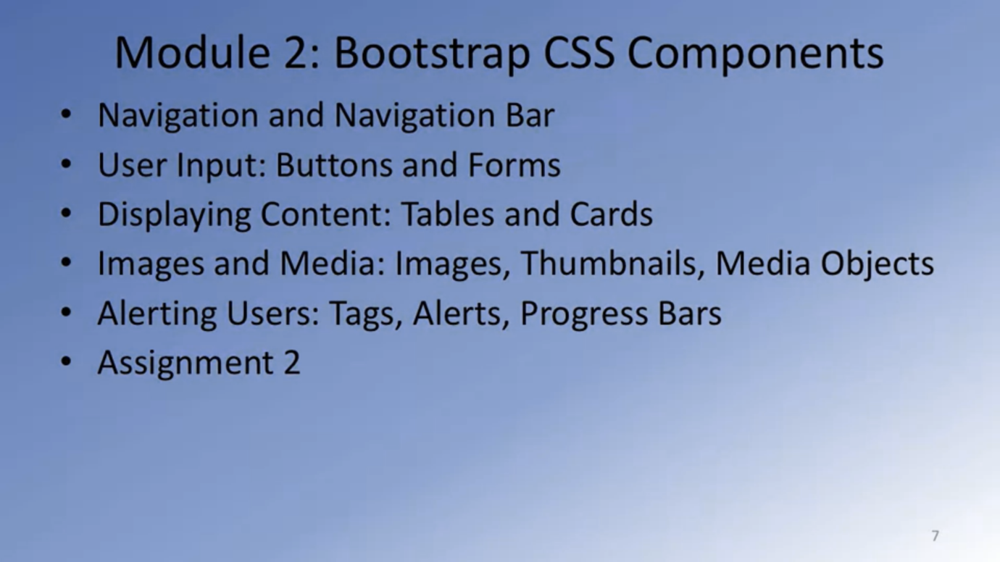 Module 2: Bootstrap CSS Components
• Navigation and Navigation Bar
• User Input: Buttons and Forms
• Displaying Content: Tables and Cards
• Images and Media: Images, Thumbnails, Media Objects
• Alerting Users: Tags, Alerts, Progress Bars
• Assignment 2
7